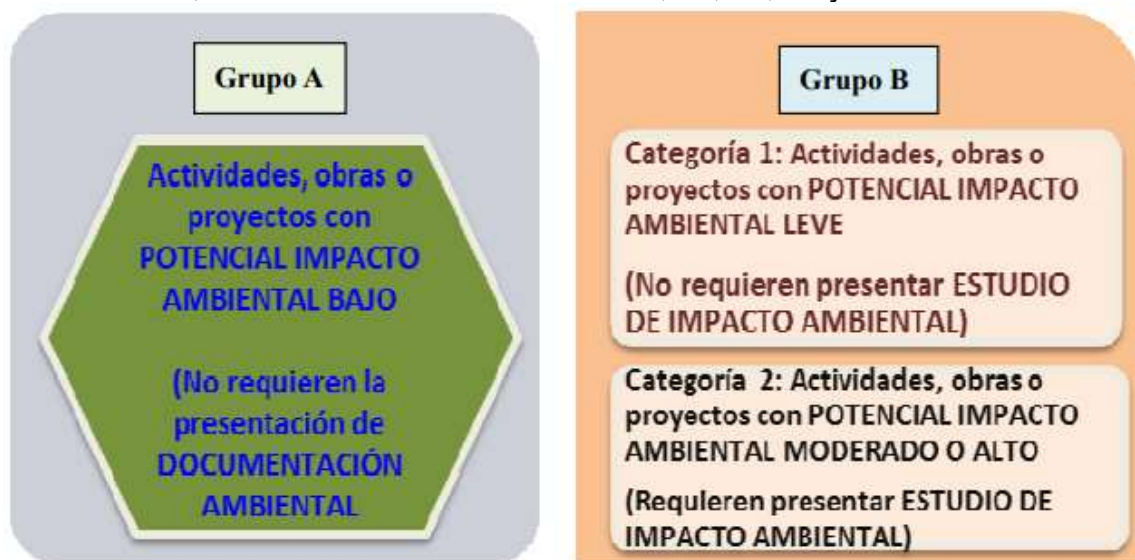 Grupo A
Actividades, obras o
proyectos con
POTENCIAL IMPACTO
AMBIENTAL BAJO
(No requieren la
presentación de
DOCUMENTACIÓN
AMBIENTAL
Grupo B
Categoría 1: Actividades, obras o
proyectos con POTENCIAL IMPACTO
AMBIENTAL LEVE
(No requieren presentar ESTUDIO
DE IMPACTO AMBIENTAL)
Categoría 2: Actividades, obras o
proyectos con POTENCIAL IMPACTO
AMBIENTAL MODERADO O ALTO
(Requieren presentar ESTUDIO DE
IMPACTO AMBIENTAL)